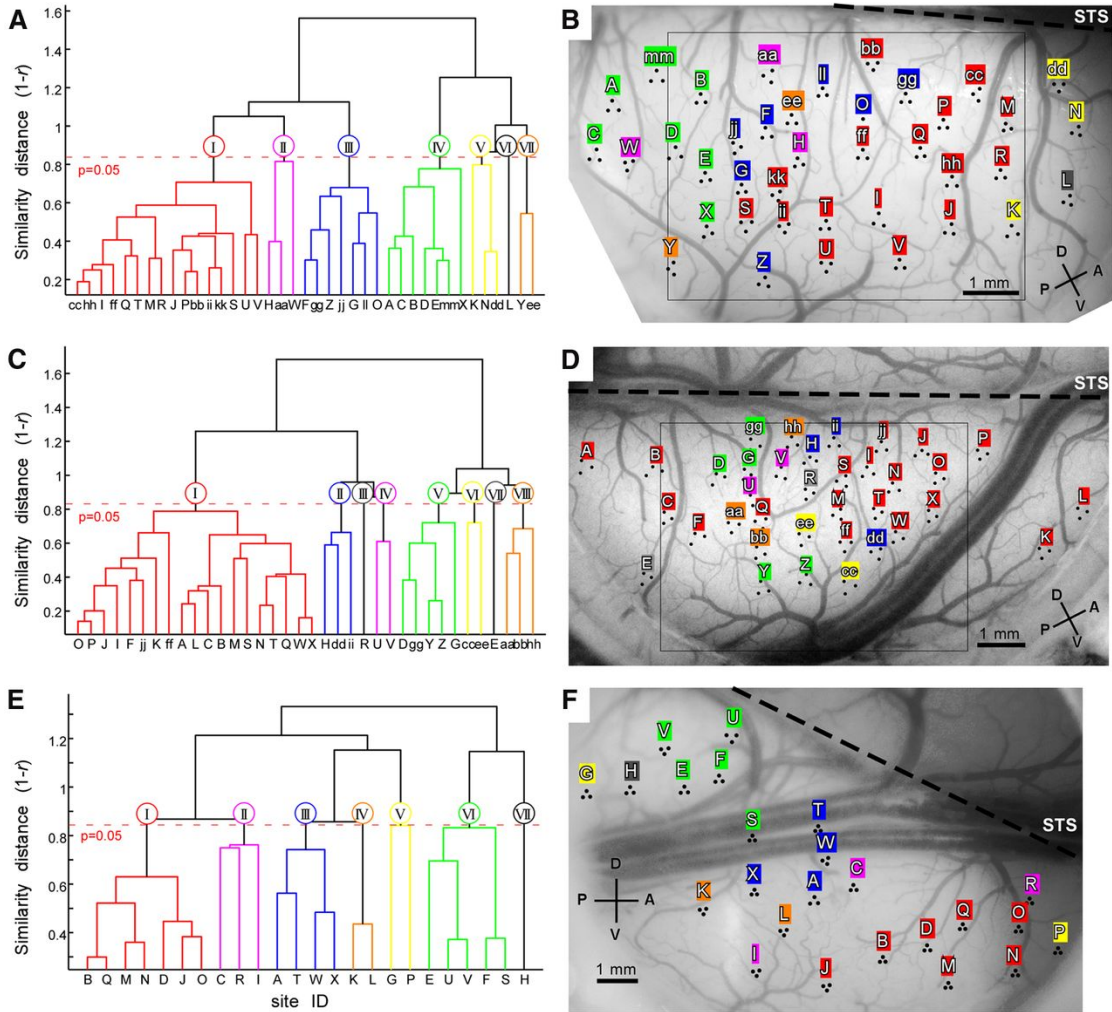 A
Similarity distance (1-r)
1.6
1.4
1.2
1
0.8
0.6
0.4
0.2
p=0.05
I II III IV V VI VII
cc hh I ff Q T M R J P bb ii kk S U V H aa W F gg Z jj G ll O A C B D E mm X K N dd L Y ee
B
STS
mm aa ll bb gg cc dd
A B ee O P M N
C W D jj F H ff Q R L
E G kk hh
X S ii T I J K
Y Z U V
D
P A
V
1 mm
C
Similarity distance (1-r)
1.6
1.4
1.2
1
0.8
0.6
0.4
0.2
p=0.05
I II III IV V VI VII VIII
O P J I F jj K ff A L C B M S N T Q W X H dd ii R U V D gg Y Z G cc ee E aa bb hh
D
STS
gg hh ii jj J P
A B D G V H S I N O
C U R M T X L
F aa Q ee ff W K
E bb dd
Y Z cc
D
P A
V
1 mm
E
Similarity distance (1-r)
1.2
1
0.8
0.6
0.4
p=0.05
I II III IV V VI VII
B Q M N D J O C R I A T W X K L G P E U V F S H
site ID
F
STS
V U
G H E F
S T
W
X A C
K R
L Q O
B D P
I J M N
D
P A
V
1 mm